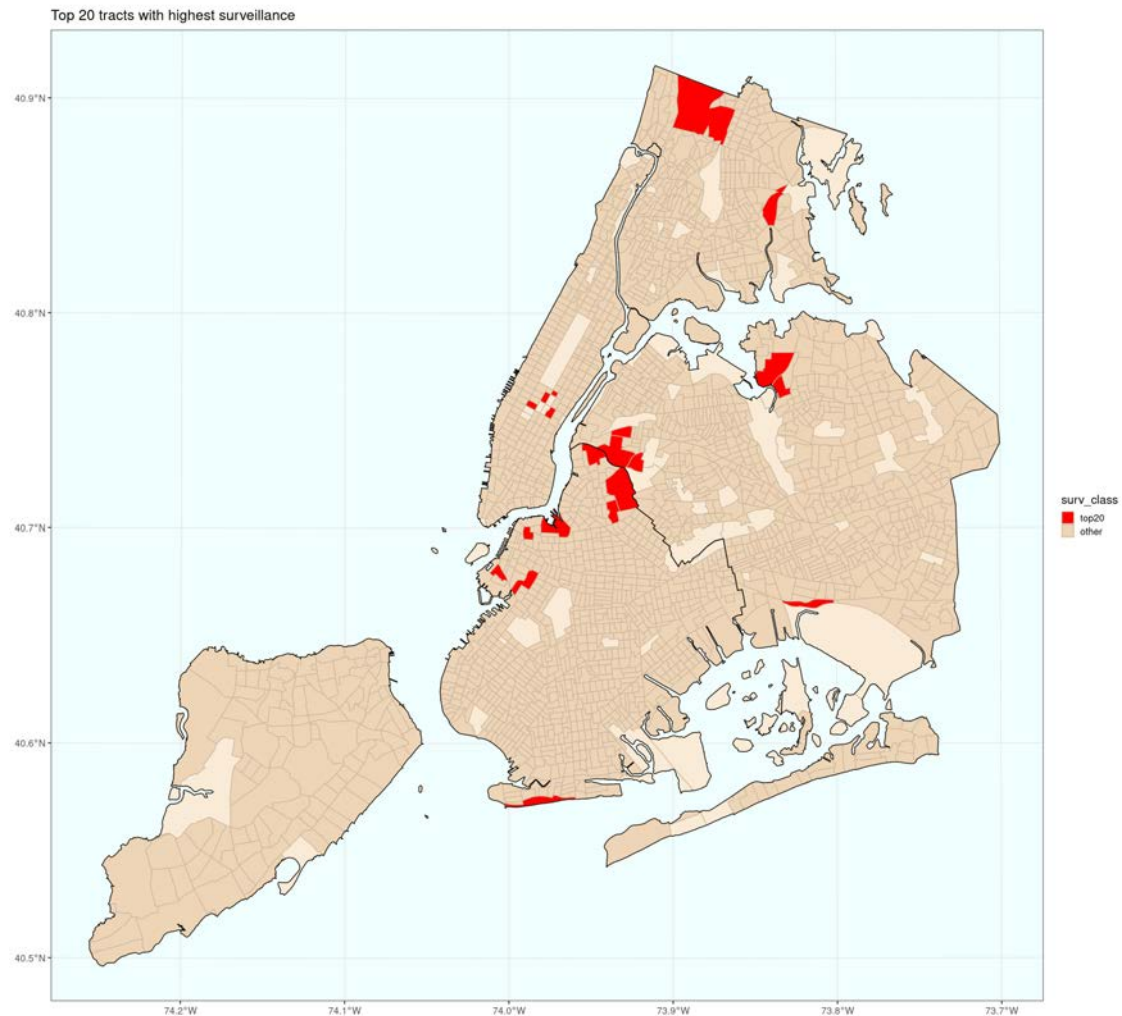 Top 20 tracts with highest surveillance
40.9°N
40.8°N
40.7°N
40.6°N
40.5°N
74.2°W
74.1°W
74.0°W
73.9°W
73.8°W
73.7°W
surv_class
top20
other